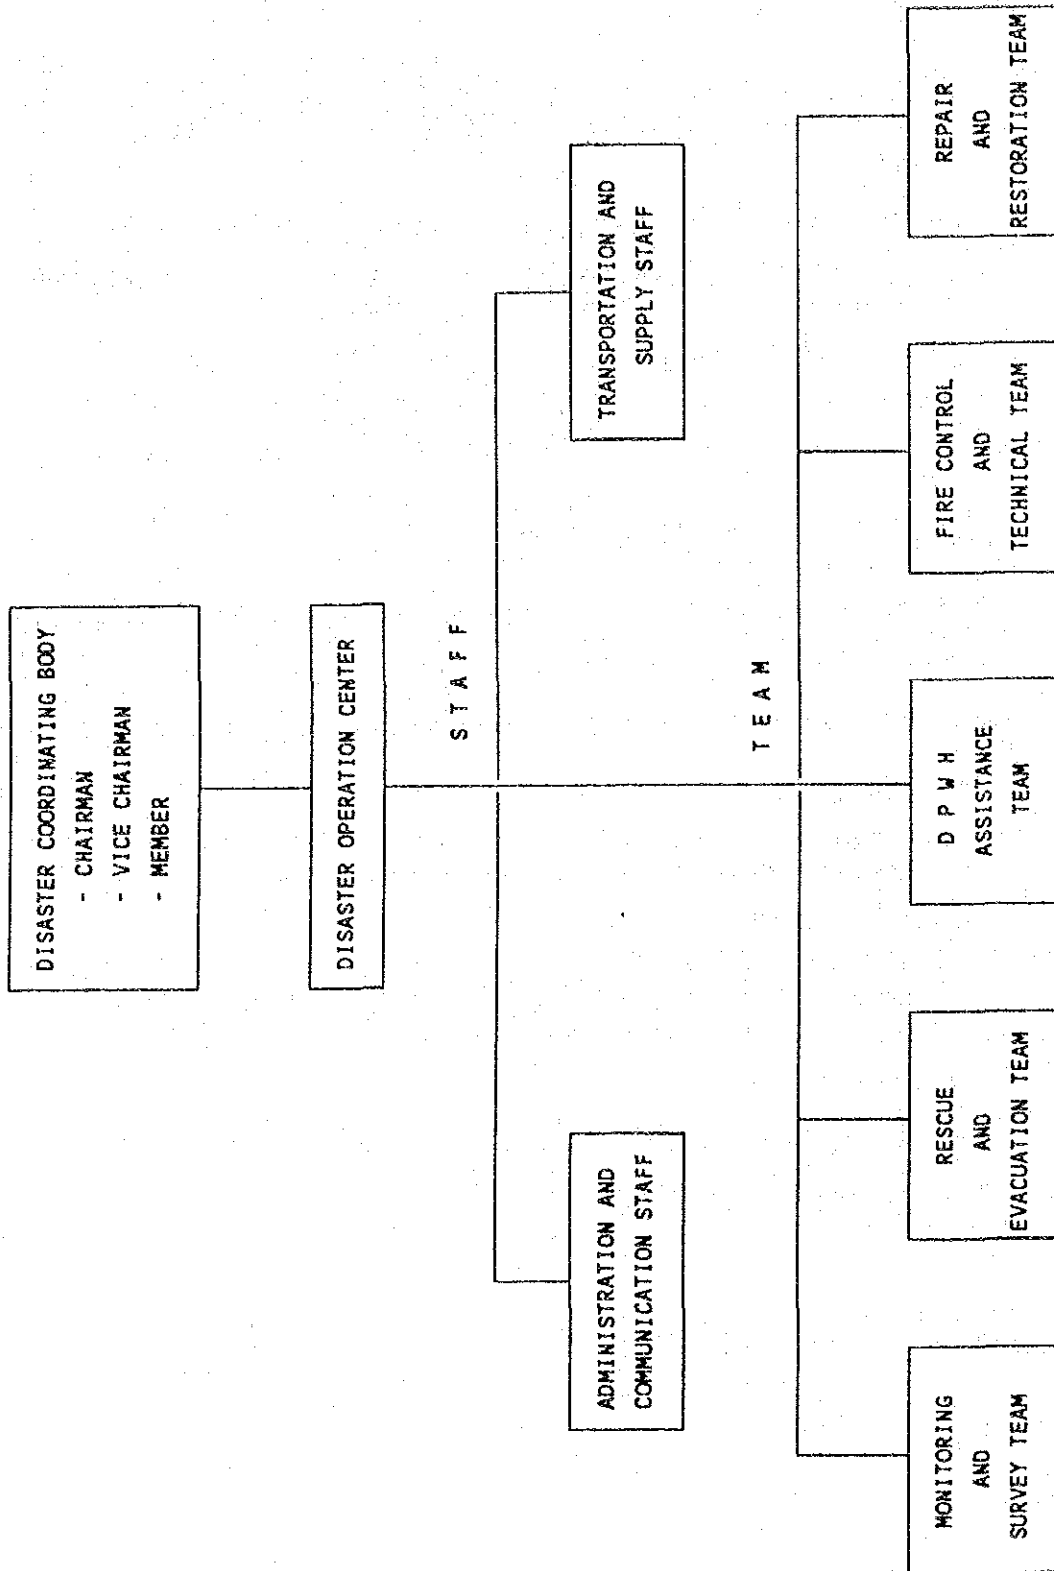 DISASTER COORDINATING BODY
- CHAIRMAN
- VICE CHAIRMAN
- MEMBER
DISASTER OPERATION CENTER
S T A F F
ADMINISTRATION AND
COMMUNICATION STAFF
TRANSPORTATION AND
SUPPLY STAFF
T E A M
MONITORING
AND
SURVEY TEAM
RESCUE
AND
EVACUATION TEAM
D P W H
ASSISTANCE
TEAM
FIRE CONTROL
AND
TECHNICAL TEAM
REPAIR
AND
RESTORATION TEAM